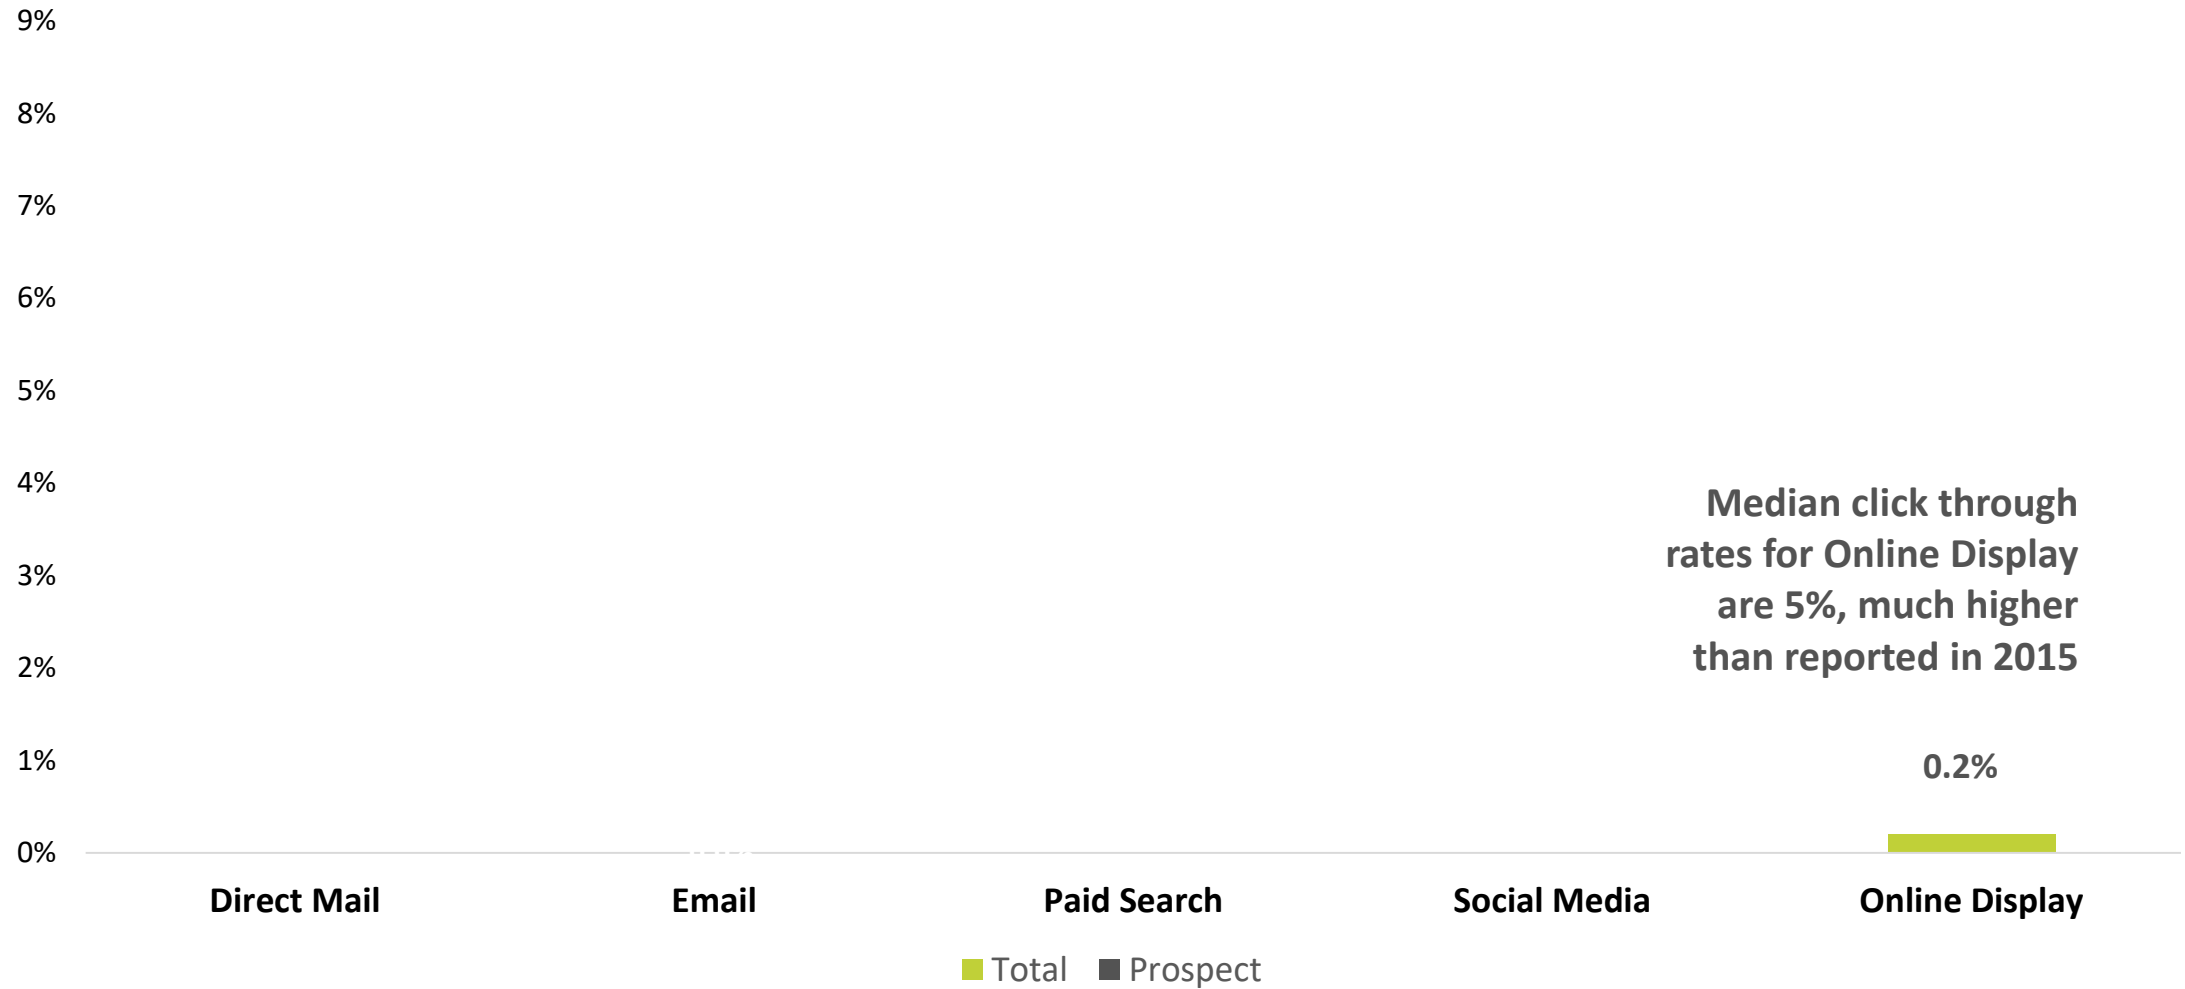 9%
8%
7%
6%
5%
4%
3%
2%
1%
0%
Median click through
rates for Online Display
are 5%, much higher
than reported in 2015
0.2%
Direct Mail
Email
Paid Search
Social Media
Online Display
Total
Prospect